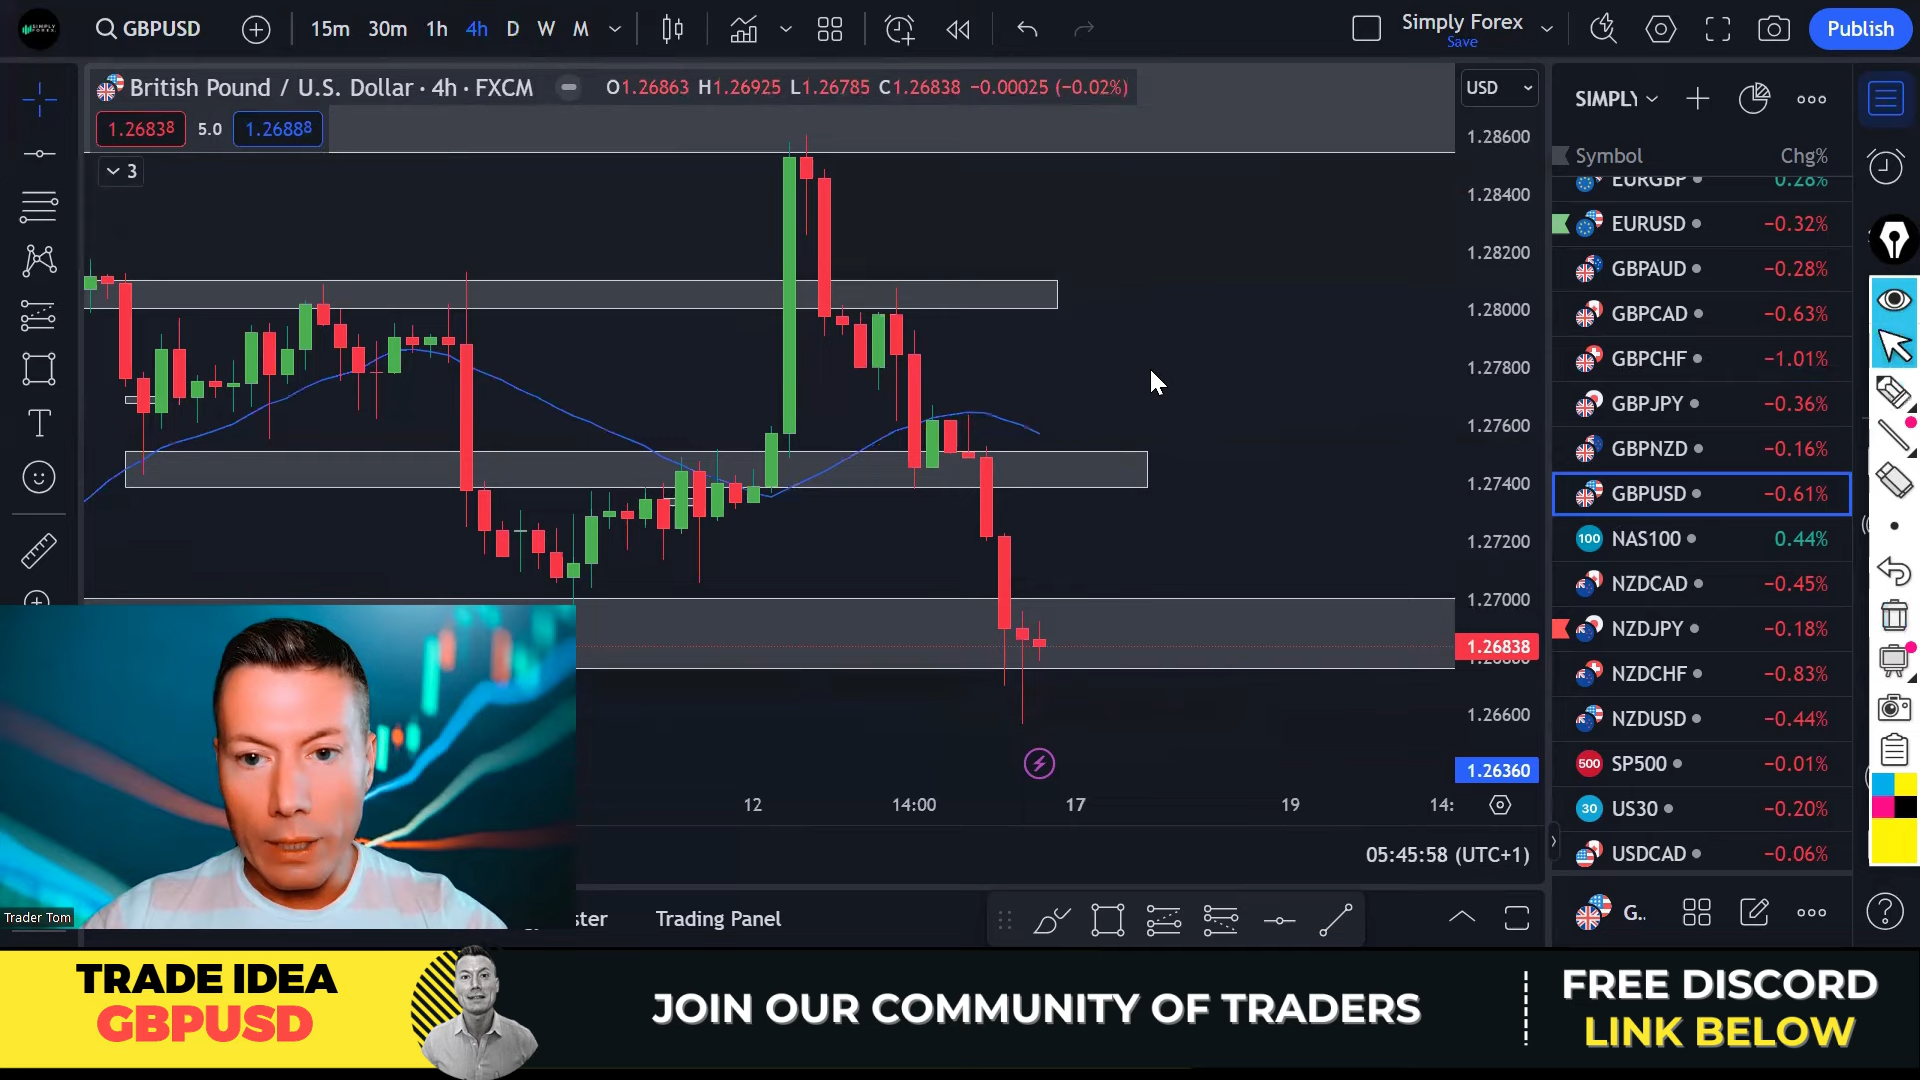 GBPUSD
15m 30m 1h 4h D W M
Simply Forex
Save
Publish
British Pound / U.S. Dollar · 4h · FXCM
O1.26863 H1.26925 L1.26785 C1.26838 −0.00025 (−0.02%)
USD
1.26838 5.0 1.26888
3
1.28600
1.28400
1.28200
1.28000
1.27800
1.27600
1.27400
1.27200
1.27000
1.26838
1.26600
1.26360
12 14:00 17 19 14:
05:45:58 (UTC+1)
SIMPLY
Symbol Chg%
EURGBP 0.28%
EURUSD −0.32%
GBPAUD −0.28%
GBPCAD −0.63%
GBPCHF −1.01%
GBPJPY −0.36%
GBPNZD −0.16%
GBPUSD −0.61%
100 NAS100 0.44%
NZDCAD −0.45%
NZDJPY −0.18%
NZDCHF −0.83%
NZDUSD −0.44%
500 SP500 −0.01%
30 US30 −0.20%
USDCAD −0.06%
G..
Trader Tom
ster Trading Panel
TRADE IDEA
GBPUSD
JOIN OUR COMMUNITY OF TRADERS
FREE DISCORD
LINK BELOW